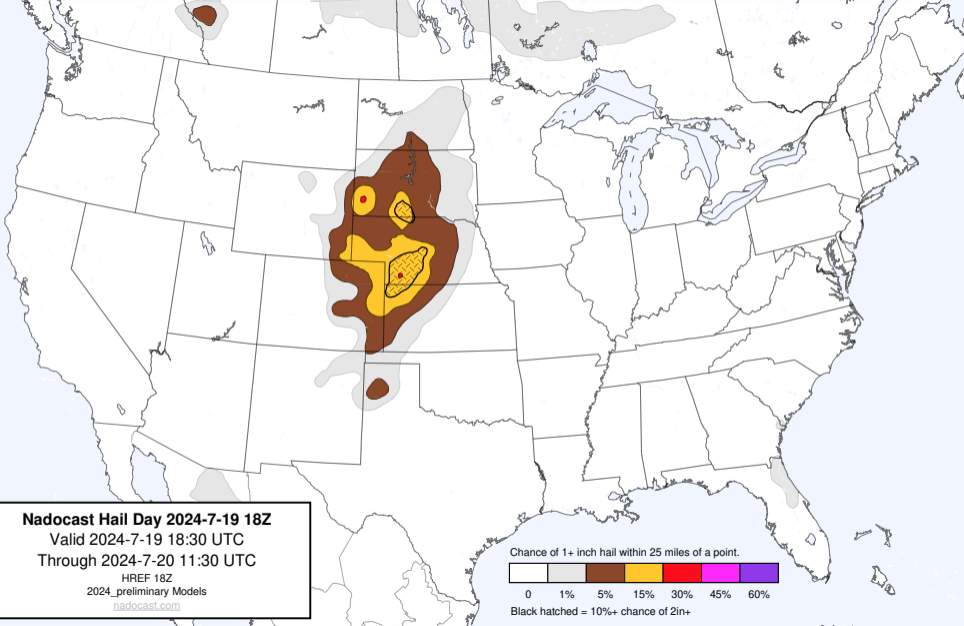 Nadocast Hail Day 2024-7-19 18Z
Valid 2024-7-19 18:30 UTC
Through 2024-7-20 11:30 UTC
HREF 18Z
2024_preliminary Models
nadocast.com
Chance of 1+ inch hail within 25 miles of a point.
0 1% 5% 15% 30% 45% 60%
Black hatched = 10%+ chance of 2in+